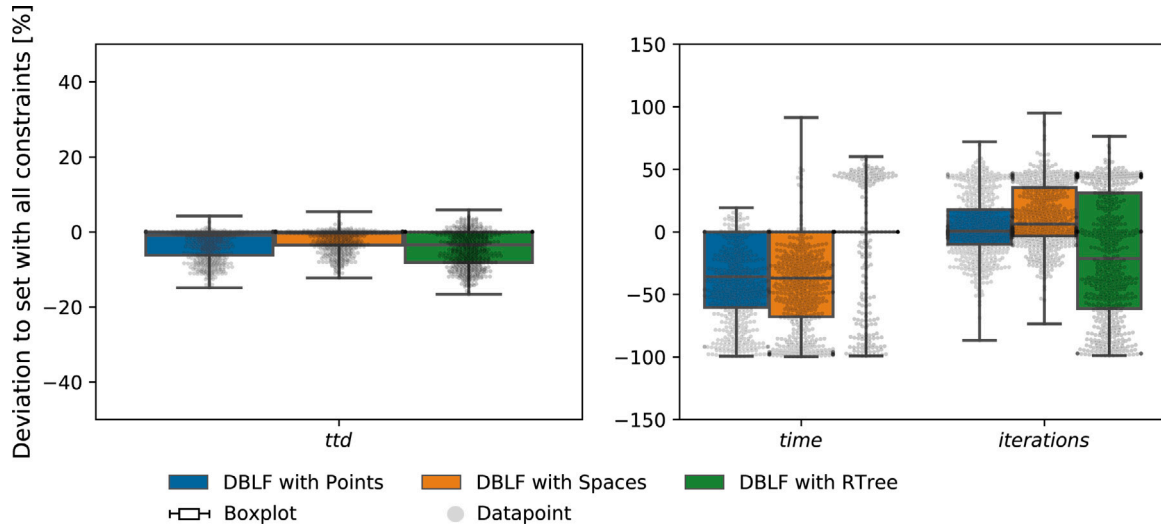 Deviation to set with all constraints [%]
40
20
0
−20
−40
ttd
150
100
50
0
−50
−100
−150
time iterations
DBLF with Points DBLF with Spaces DBLF with RTree
Boxplot Datapoint